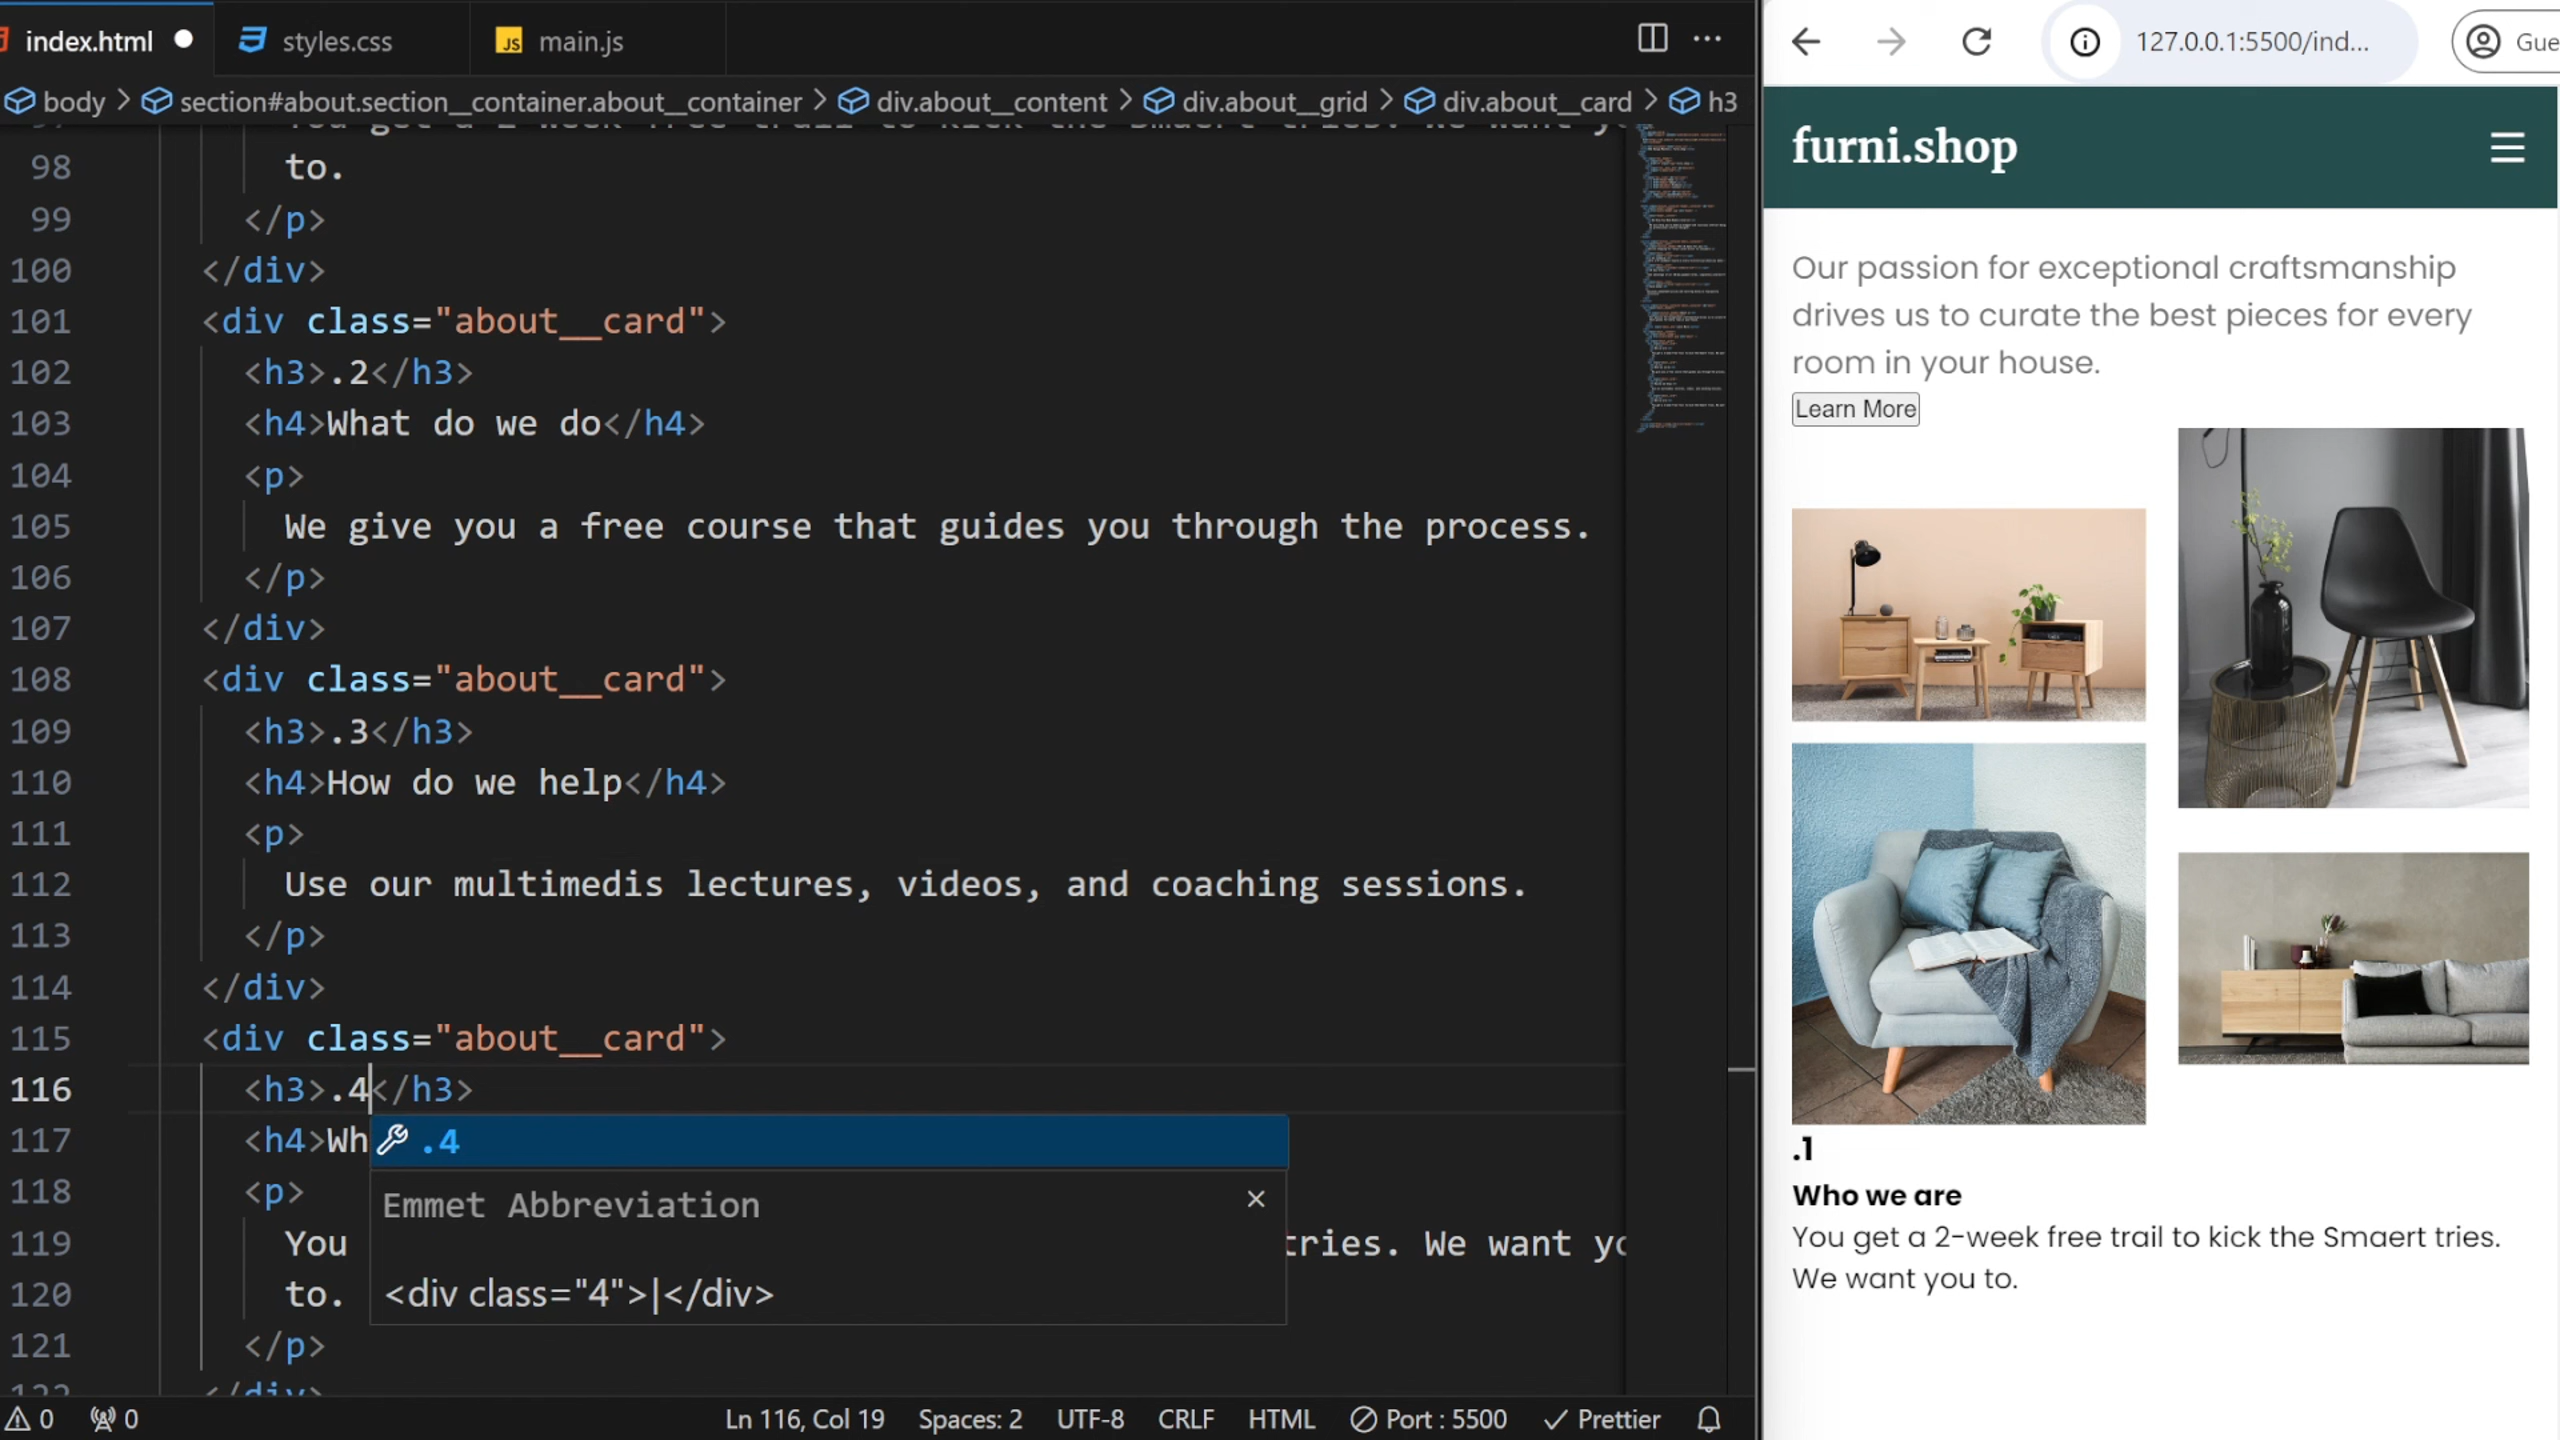 index.html
styles.css
JS main.js
body > section#about.section__container.about__container > div.about__content > div.about__grid > div.about__card > h3
98 to.
99 </p>
100 </div>
101 <div class="about__card">
102 <h3>.2</h3>
103 <h4>What do we do</h4>
104 <p>
105 We give you a free course that guides you through the process.
106 </p>
107 </div>
108 <div class="about__card">
109 <h3>.3</h3>
110 <h4>How do we help</h4>
111 <p>
112 Use our multimedis lectures, videos, and coaching sessions.
113 </p>
114 </div>
115 <div class="about__card">
116 <h3>.4</h3>
117 <h4>Wh
118 <p>
119 You tries. We want yo
120 to.
121 </p>
.4
Emmet Abbreviation
<div class="4">|</div>
0 0
Ln 116, Col 19 Spaces: 2 UTF-8 CRLF HTML Port : 5500 Prettier
127.0.0.1:5500/ind...
Gue
furni.shop
Our passion for exceptional craftsmanship
drives us to curate the best pieces for every
room in your house.
Learn More
.1
Who we are
You get a 2-week free trail to kick the Smaert tries.
We want you to.